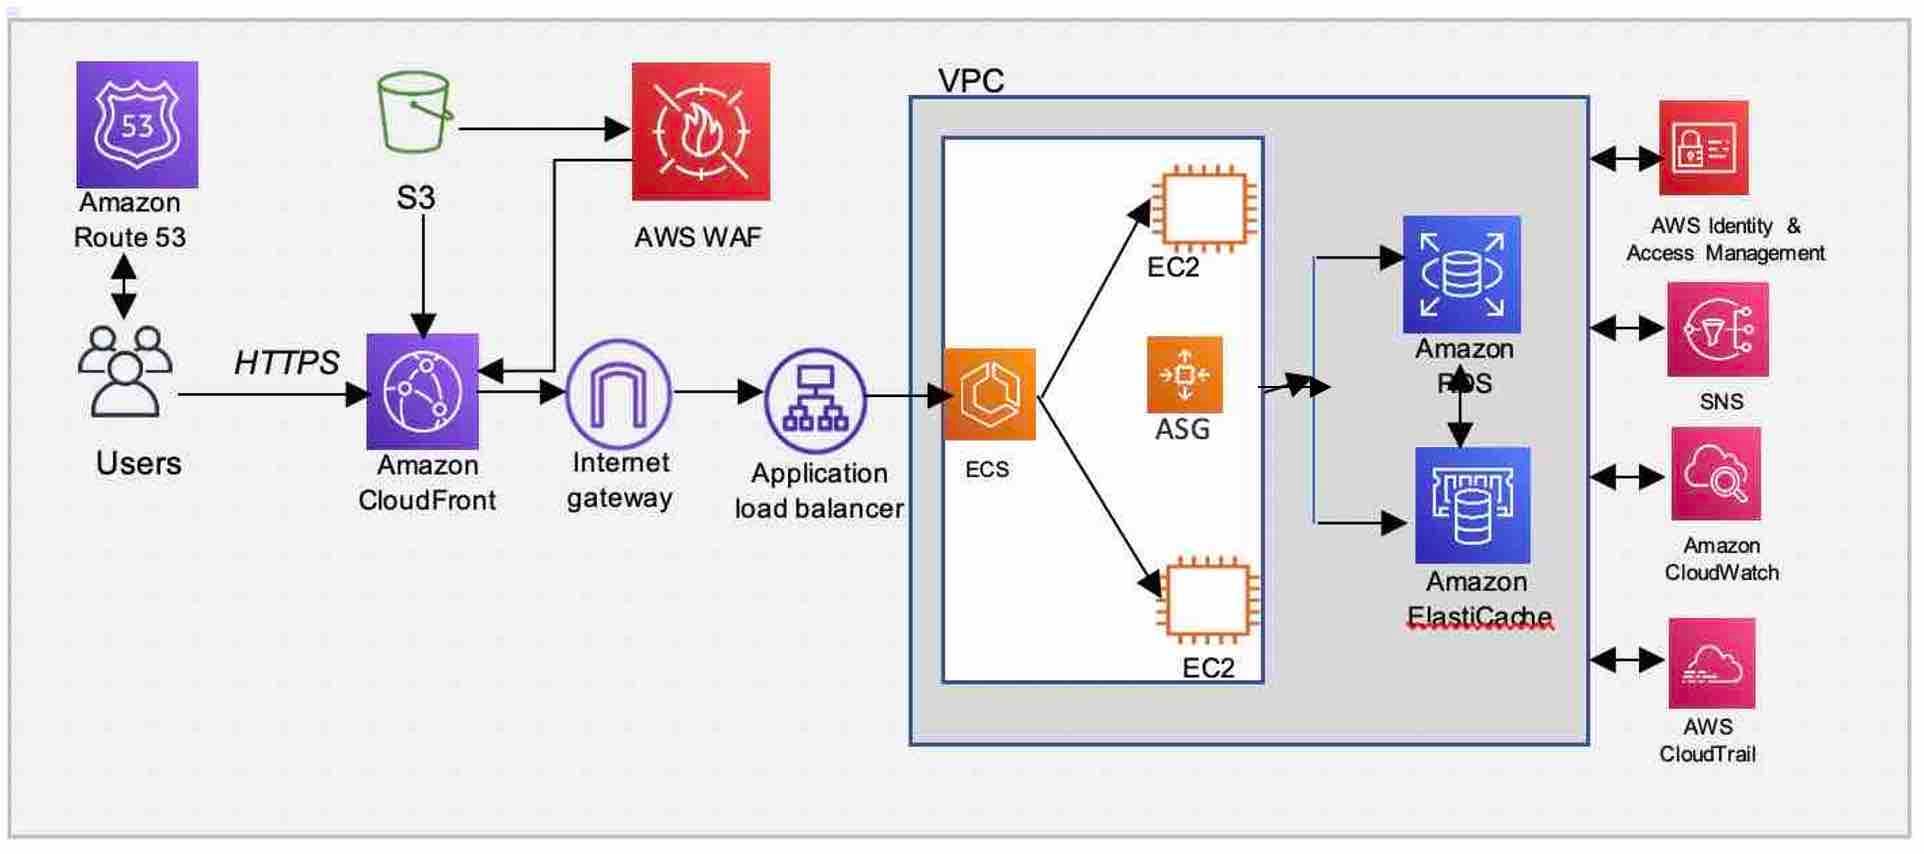 53
Amazon
Route 53
Users
HTTPS
S3
AWS WAF
Amazon
CloudFront
Internet
gateway
Application
load balancer
VPC
ECS
EC2
ASG
EC2
Amazon
RDS
Amazon
ElastiCache
AWS Identity &
Access Management
SNS
Amazon
CloudWatch
AWS
CloudTrail